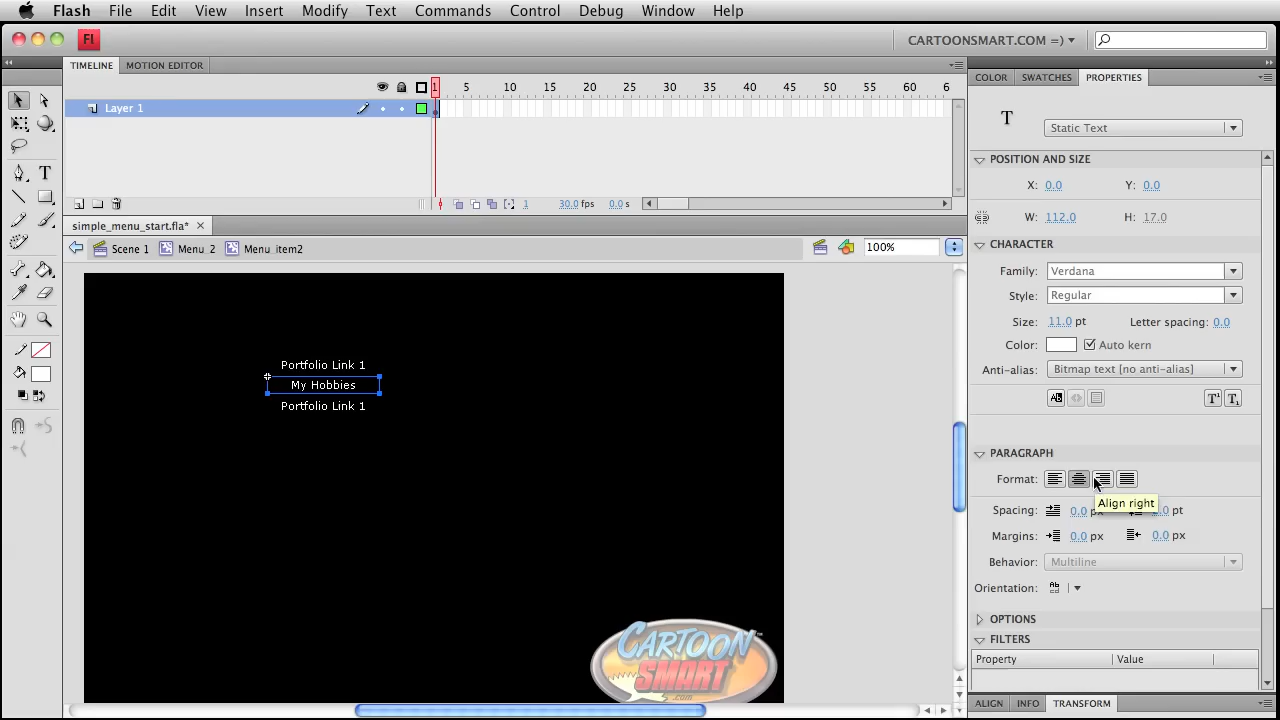 Flash File Edit View Insert Modify Text Commands Control Debug Window Help
Fl CARTOONSMART.COM =)
TIMELINE MOTION EDITOR
COLOR SWATCHES PROPERTIES
1 5 10 15 20 25 30 35 40 45 50 55 60 6
Layer 1
T Static Text
POSITION AND SIZE
X: 0.0 Y: 0.0
W: 112.0 H: 17.0
1 30.0 fps 0.0 s
simple_menu_start.fla*
Scene 1 Menu_2 Menu_item2 100%
CHARACTER
Family: Verdana
Style: Regular
Size: 11.0 pt Letter spacing: 0.0
Color: Auto kern
Anti-alias: Bitmap text [no anti-alias]
Portfolio Link 1
My Hobbies
Portfolio Link 1
PARAGRAPH
Format:
Align right
Spacing: 0.0 px pt
Margins: 0.0 px 0.0 px
Behavior: Multiline
Orientation:
OPTIONS
FILTERS
Property Value
CARTOON
SMART
.com
ALIGN INFO TRANSFORM